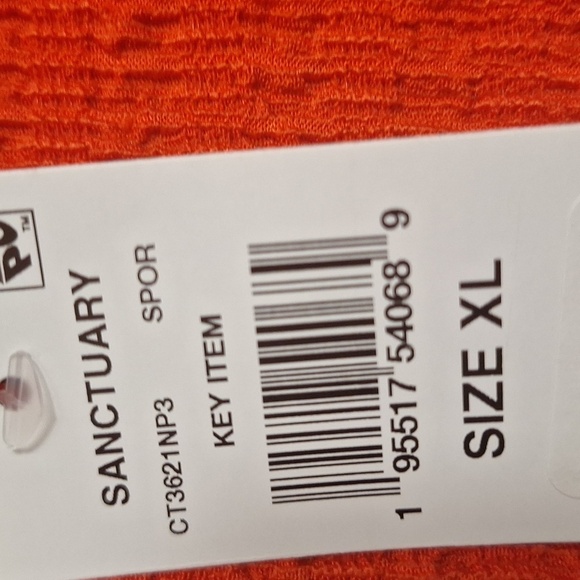 SANCTUARY
CT3621NP3 SPOR
KEY ITEM
1 95517 54068 9
SIZE XL